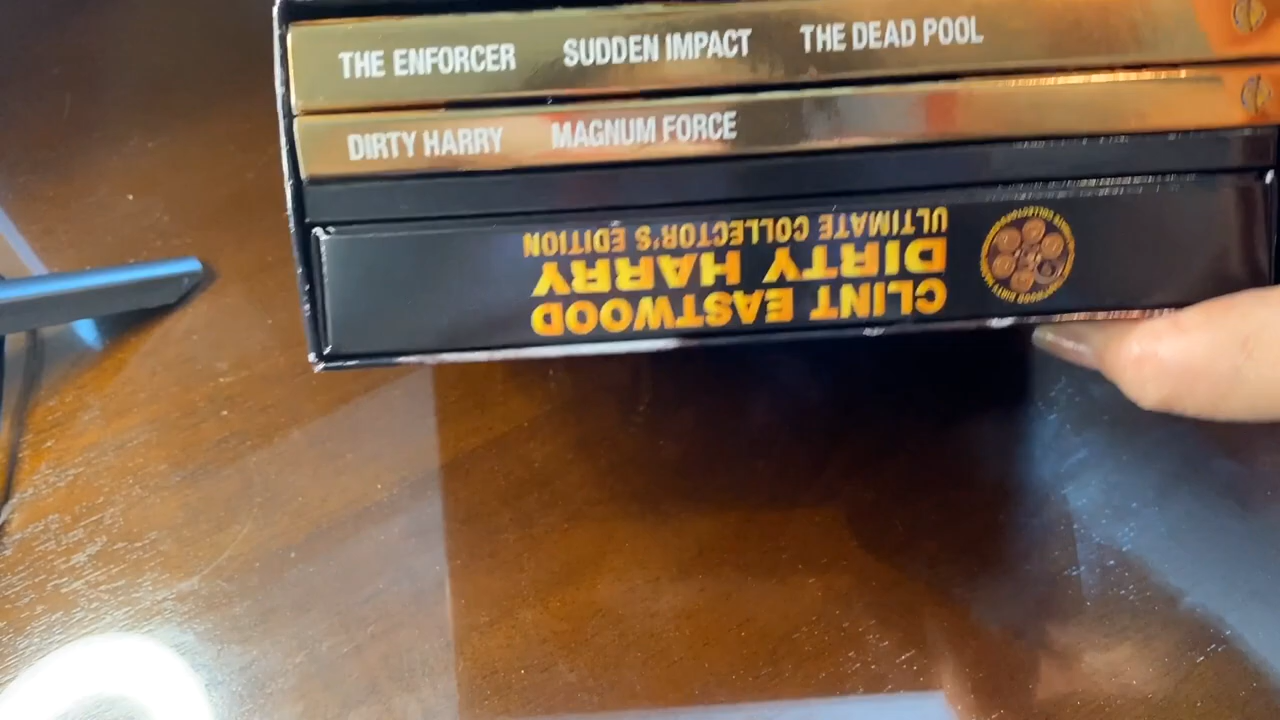 THE ENFORCER SUDDEN IMPACT THE DEAD POOL
DIRTY HARRY MAGNUM FORCE
CLINT EASTWOOD
DIRTY HARRY
ULTIMATE COLLECTOR'S EDITION